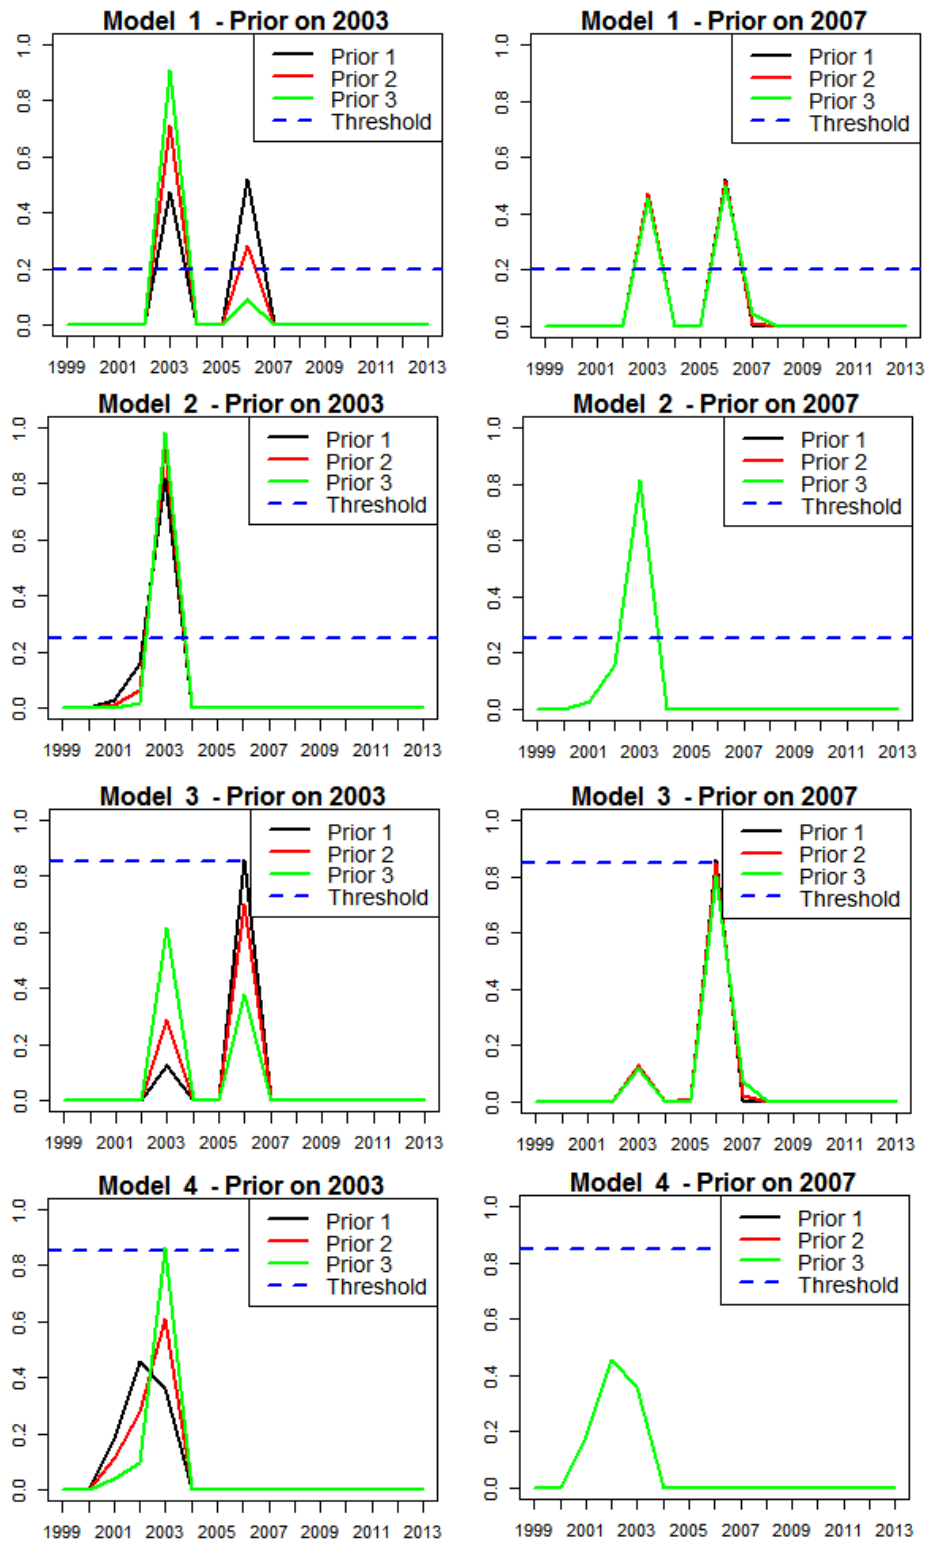 Model 1 - Prior on 2003
1.0
0.8
0.6
0.4
0.2
0.0
Prior 1
Prior 2
Prior 3
Threshold
1999 2001 2003 2005 2007 2009 2011 2013
Model 1 - Prior on 2007
1.0
0.8
0.6
0.4
0.2
0.0
Prior 1
Prior 2
Prior 3
Threshold
1999 2001 2003 2005 2007 2009 2011 2013
Model 2 - Prior on 2003
1.0
0.8
0.6
0.4
0.2
0.0
Prior 1
Prior 2
Prior 3
Threshold
1999 2001 2003 2005 2007 2009 2011 2013
Model 2 - Prior on 2007
1.0
0.8
0.6
0.4
0.2
0.0
Prior 1
Prior 2
Prior 3
Threshold
1999 2001 2003 2005 2007 2009 2011 2013
Model 3 - Prior on 2003
1.0
0.8
0.6
0.4
0.2
0.0
Prior 1
Prior 2
Prior 3
Threshold
1999 2001 2003 2005 2007 2009 2011 2013
Model 3 - Prior on 2007
1.0
0.8
0.6
0.4
0.2
0.0
Prior 1
Prior 2
Prior 3
Threshold
1999 2001 2003 2005 2007 2009 2011 2013
Model 4 - Prior on 2003
1.0
0.8
0.6
0.4
0.2
0.0
Prior 1
Prior 2
Prior 3
Threshold
1999 2001 2003 2005 2007 2009 2011 2013
Model 4 - Prior on 2007
1.0
0.8
0.6
0.4
0.2
0.0
Prior 1
Prior 2
Prior 3
Threshold
1999 2001 2003 2005 2007 2009 2011 2013